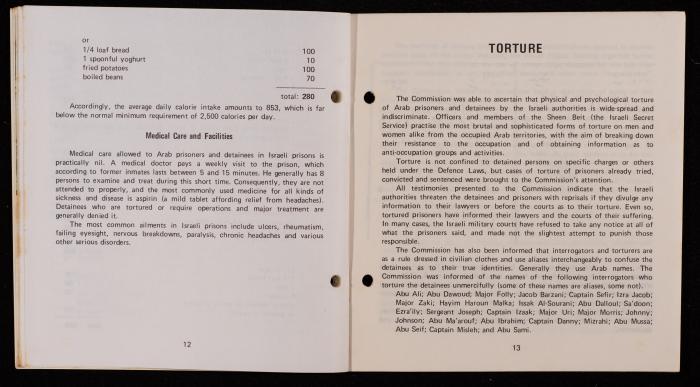 or
1/4 loaf bread 100
1 spoonful yoghurt 10
fried potatoes 100
boiled beans 70
total: 280
Accordingly, the average daily calorie intake amounts to 853, which is far
below the normal minimum requirement of 2,500 calories per day.
Medical Care and Facilities
Medical care allowed to Arab prisoners and detainees in Israeli prisons is
practically nil. A medical doctor pays a weekly visit to the prison, which
according to former inmates lasts between 5 and 15 minutes. He generally has 8
persons to examine and treat during this short time. Consequently, they are not
attended to properly, and the most commonly used medicine for all kinds of
sickness and disease is aspirin (a mild tablet affording relief from headaches).
Detainees who are tortured or require operations and major treatment are
generally denied it.
The most common ailments in Israeli prisons include ulcers, rheumatism,
failing eyesight, nervous breakdowns, paralysis, chronic headaches and various
other serious disorders.
12
TORTURE
The Commission was able to ascertain that physical and psychological torture
of Arab prisoners and detainees by the Israeli authorities is wide-spread and
indiscriminate. Officers and members of the Sheen Beit (the Israeli Secret
Service) practise the most brutal and sophisticated forms of torture on men and
women alike from the occupied Arab territories, with the aim of breaking down
their resistance to the occupation and of obtaining information as to
anti-occupation groups and activities.
Torture is not confined to detained persons on specific charges or others
held under the Defence Laws, but cases of torture of prisoners already tried,
convicted and sentenced were brought to the Commission's attention.
All testimonies presented to the Commission indicate that the Israeli
authorities threaten the detainees and prisoners with reprisals if they divulge any
information to their lawyers or before the courts as to their torture. Even so,
tortured prisoners have informed their lawyers and the courts of their suffering.
In many cases, the Israeli military courts have refused to take any notice at all of
what the prisoners said, and made not the slightest attempt to punish those
responsible.
The Commission has also been informed that interrogators and torturers are
as a rule dressed in civilian clothes and use aliases interchangeably to confuse the
detainees as to their true identities. Generally they use Arab names. The
Commission was informed of the names of the following interrogators who
torture the detainees unmercifully (some of these names are aliases, some not).
Abu Ali; Abu Dawoud; Major Folly; Jacob Barzani; Captain Sefir; Izra Jacob;
Major Zaki; Hayim Haroun Malka; Issak Al-Sourani; Abu Dallouf; Sa'doon;
Ezra'ily; Sergeant Joseph; Captain Izaak; Major Uri; Major Morris; Johnny;
Johnson; Abu Ma'arouf; Abu Ibrahim; Captain Danny; Mizrahi; Abu Mussa;
Abu Seif; Captain Misleh; and Abu Sami.
13